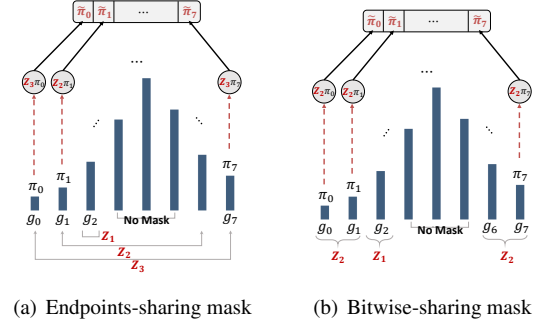 π̃₀ π̃₁ ... π̃₇
Z₃π₀ Z₂π₁ ... Z₃π₇
π₀ π₁ π₇
g₀ g₁ g₂ No Mask g₇
Z₁
Z₂
Z₃
(a) Endpoints-sharing mask
π̃₀ π̃₁ ... π̃₇
Z₂π₀ Z₂π₁ ... Z₂π₇
π₀ π₁ π₇
g₀ g₁ g₂ No Mask g₆ g₇
Z₂ Z₁ Z₂
(b) Bitwise-sharing mask